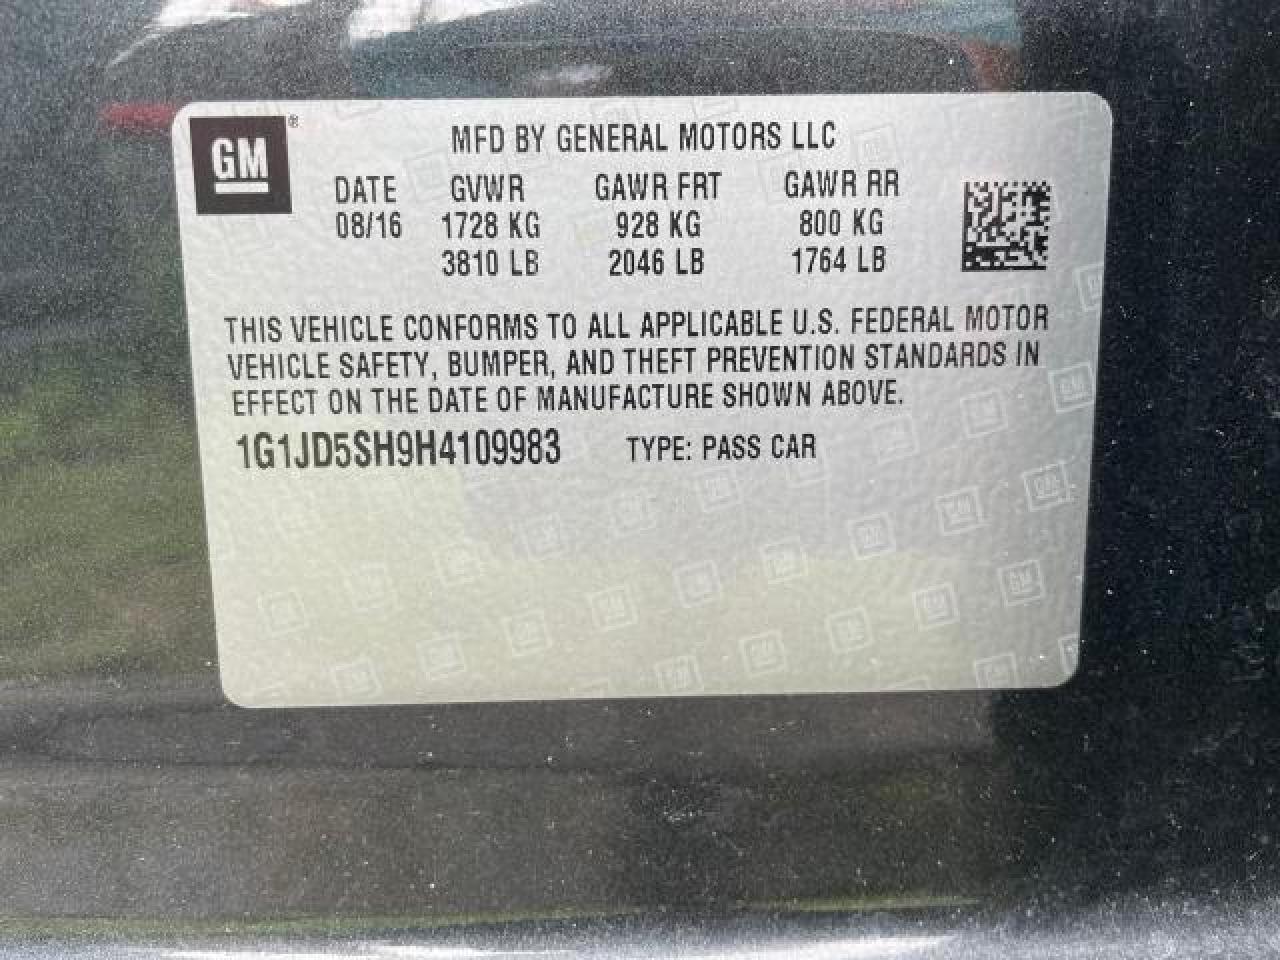 GM®
MFD BY GENERAL MOTORS LLC
DATE GVWR GAWR FRT GAWR RR
08/16 1728 KG 928 KG 800 KG
3810 LB 2046 LB 1764 LB
THIS VEHICLE CONFORMS TO ALL APPLICABLE U.S. FEDERAL MOTOR
VEHICLE SAFETY, BUMPER, AND THEFT PREVENTION STANDARDS IN
EFFECT ON THE DATE OF MANUFACTURE SHOWN ABOVE.
1G1JD5SH9H4109983 TYPE: PASS CAR